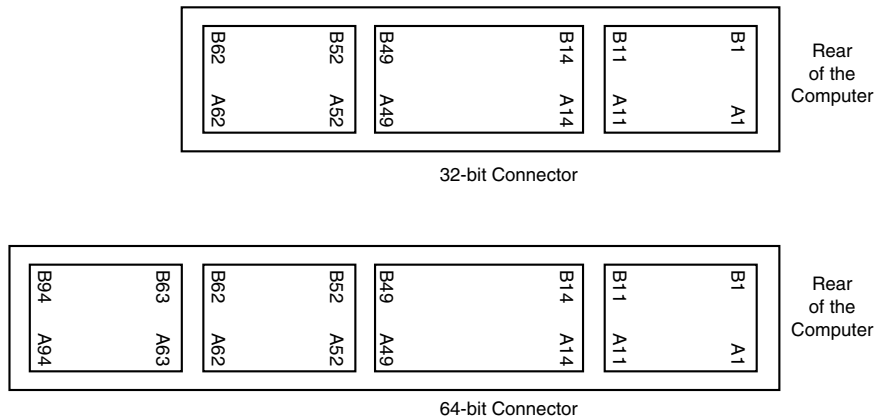 B62 B52 B49 B14 B11 B1
A62 A52 A49 A14 A11 A1
Rear
of the
Computer
32-bit Connector
B94 B63 B62 B52 B49 B14 B11 B1
A94 A63 A62 A52 A49 A14 A11 A1
Rear
of the
Computer
64-bit Connector